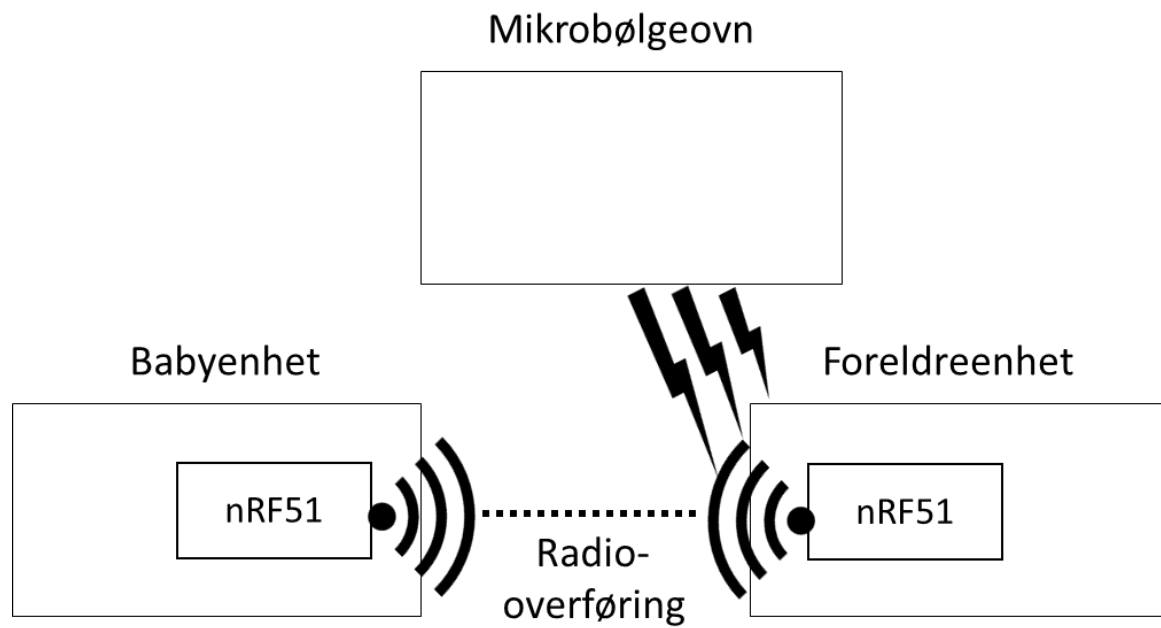 Mikrobølgeovn
Babyenhet
Foreldreenhet
nRF51
nRF51
Radio-
overføring